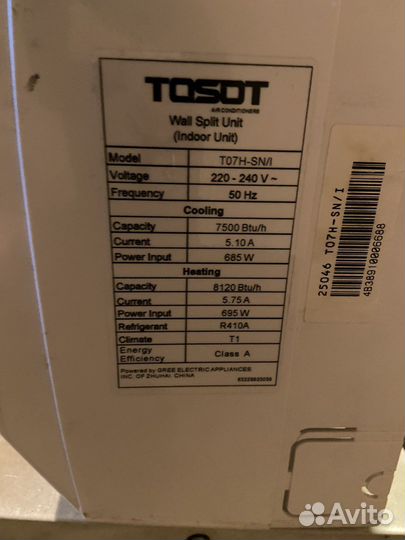 TOSOT
AIR CONDITIONERS
Wall Split Unit
(Indoor Unit)
Model T07H-SN/I
Voltage 220 - 240 V ~
Frequency 50 Hz
Cooling
Capacity 7500 Btu/h
Current 5.10 A
Power Input 685 W
Heating
Capacity 8120 Btu/h
Current 5.75 A
Power Input 695 W
Refrigerant R410A
Climate T1
Energy Efficiency Class A
Powered by GREE ELECTRIC APPLIANCES
INC. OF ZHUHAI, CHINA
25046 T07H-SN/I
4B38910006688
Avito